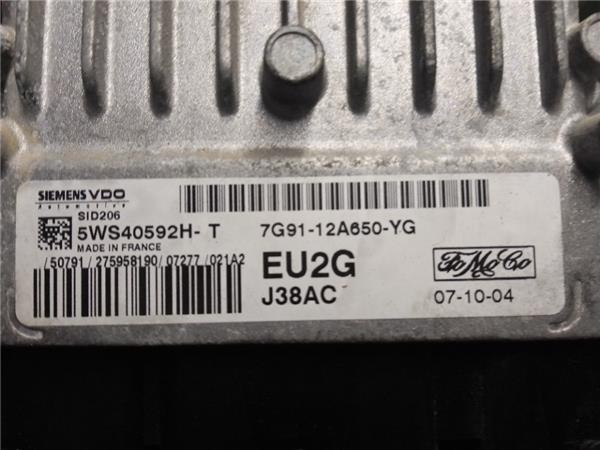 SIEMENS VDO
Automotive
SID206
5WS40592H- T
MADE IN FRANCE
/50791/275958190/07277/021A2
7G91-12A650-YG
EU2G
J38AC
FoMoCo
07-10-04